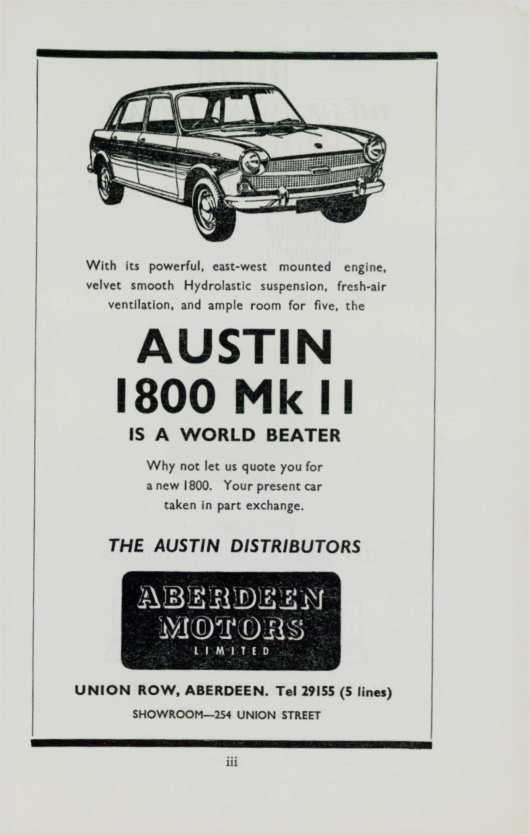 With its powerful, east-west mounted engine,
velvet smooth Hydrolastic suspension, fresh-air
ventilation, and ample room for five, the
AUSTIN
1800 Mk II
IS A WORLD BEATER
Why not let us quote you for
a new 1800. Your present car
taken in part exchange.
THE AUSTIN DISTRIBUTORS
ABERDEEN
MOTORS
LIMITED
UNION ROW, ABERDEEN. Tel 29155 (5 lines)
SHOWROOM—254 UNION STREET
iii